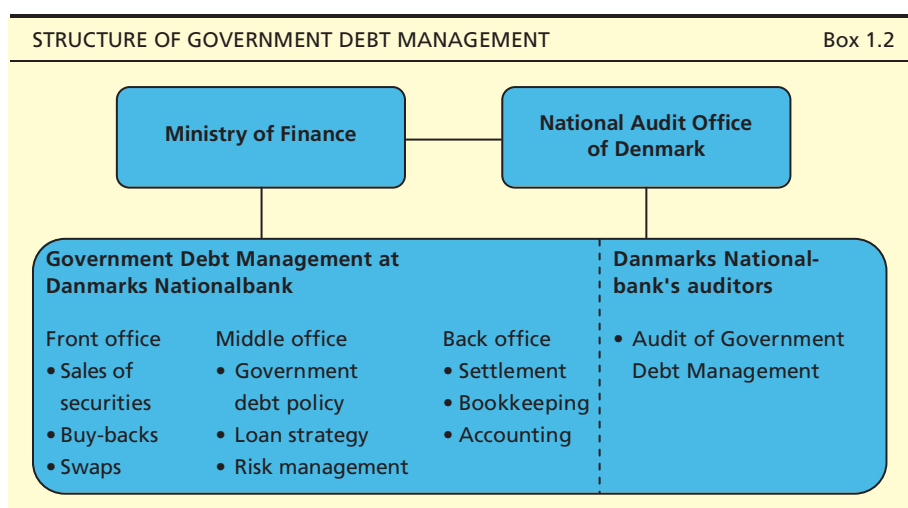 STRUCTURE OF GOVERNMENT DEBT MANAGEMENT Box 1.2
Ministry of Finance
National Audit Office
of Denmark
Government Debt Management at
Danmarks Nationalbank
Front office
• Sales of
securities
• Buy-backs
• Swaps
Middle office
• Government
debt policy
• Loan strategy
• Risk management
Back office
• Settlement
• Bookkeeping
• Accounting
Danmarks National-
bank's auditors
• Audit of Government
Debt Management